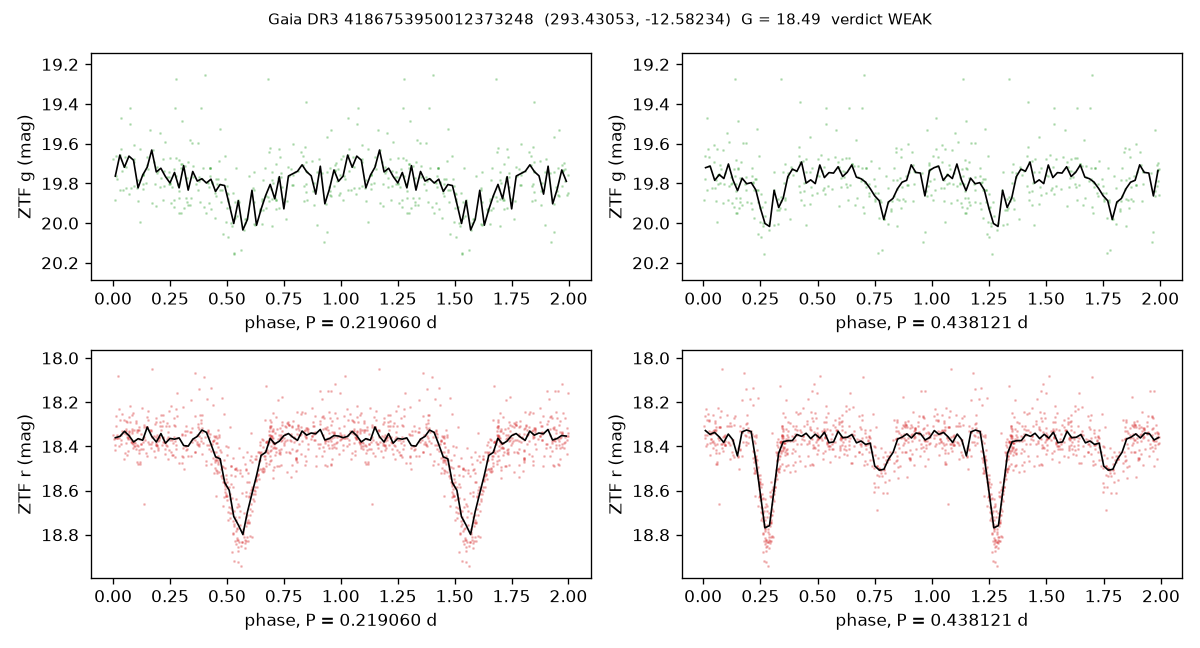 Gaia DR3 4186753950012373248 (293.43053, -12.58234) G = 18.49 verdict WEAK
ZTF g (mag)
19.2
19.4
19.6
19.8
20.0
20.2
0.00 0.25 0.50 0.75 1.00 1.25 1.50 1.75 2.00
phase, P = 0.219060 d
ZTF g (mag)
19.2
19.4
19.6
19.8
20.0
20.2
0.00 0.25 0.50 0.75 1.00 1.25 1.50 1.75 2.00
phase, P = 0.438121 d
ZTF r (mag)
18.0
18.2
18.4
18.6
18.8
0.00 0.25 0.50 0.75 1.00 1.25 1.50 1.75 2.00
phase, P = 0.219060 d
ZTF r (mag)
18.0
18.2
18.4
18.6
18.8
0.00 0.25 0.50 0.75 1.00 1.25 1.50 1.75 2.00
phase, P = 0.438121 d